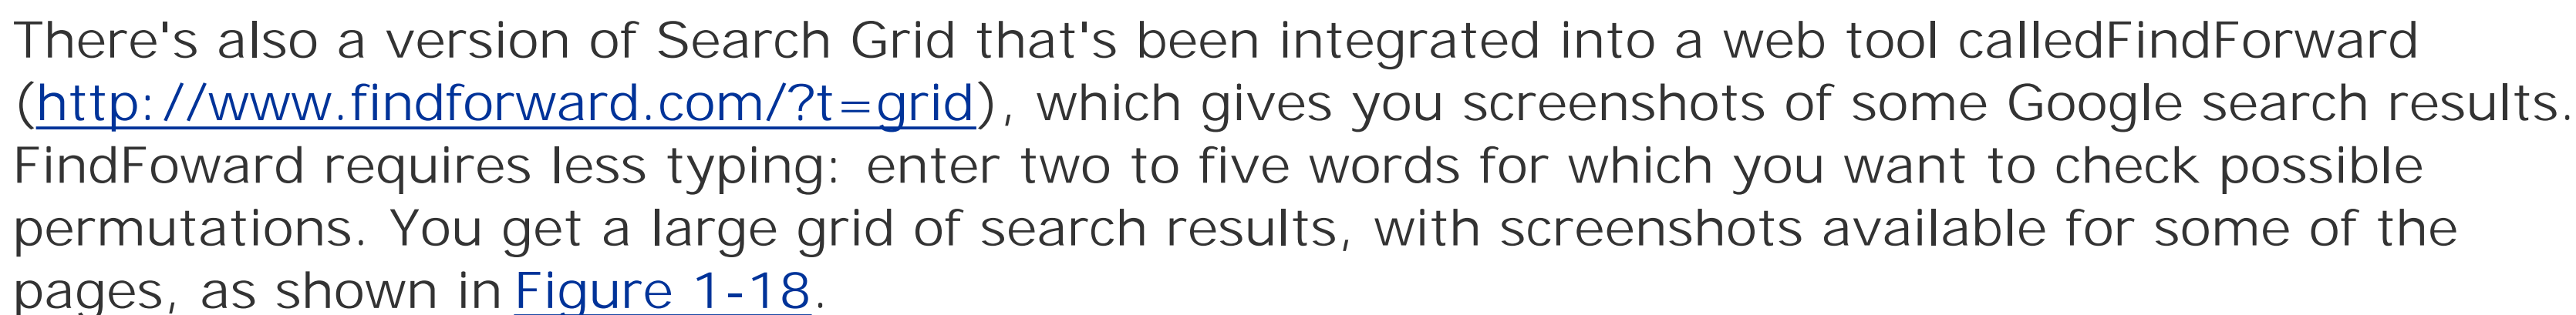 There's also a version of Search Grid that's been integrated into a web tool calledFindForward
(http://www.findforward.com/?t=grid), which gives you screenshots of some Google search results.
FindFoward requires less typing: enter two to five words for which you want to check possible
permutations. You get a large grid of search results, with screenshots available for some of the
pages, as shown in Figure 1-18.